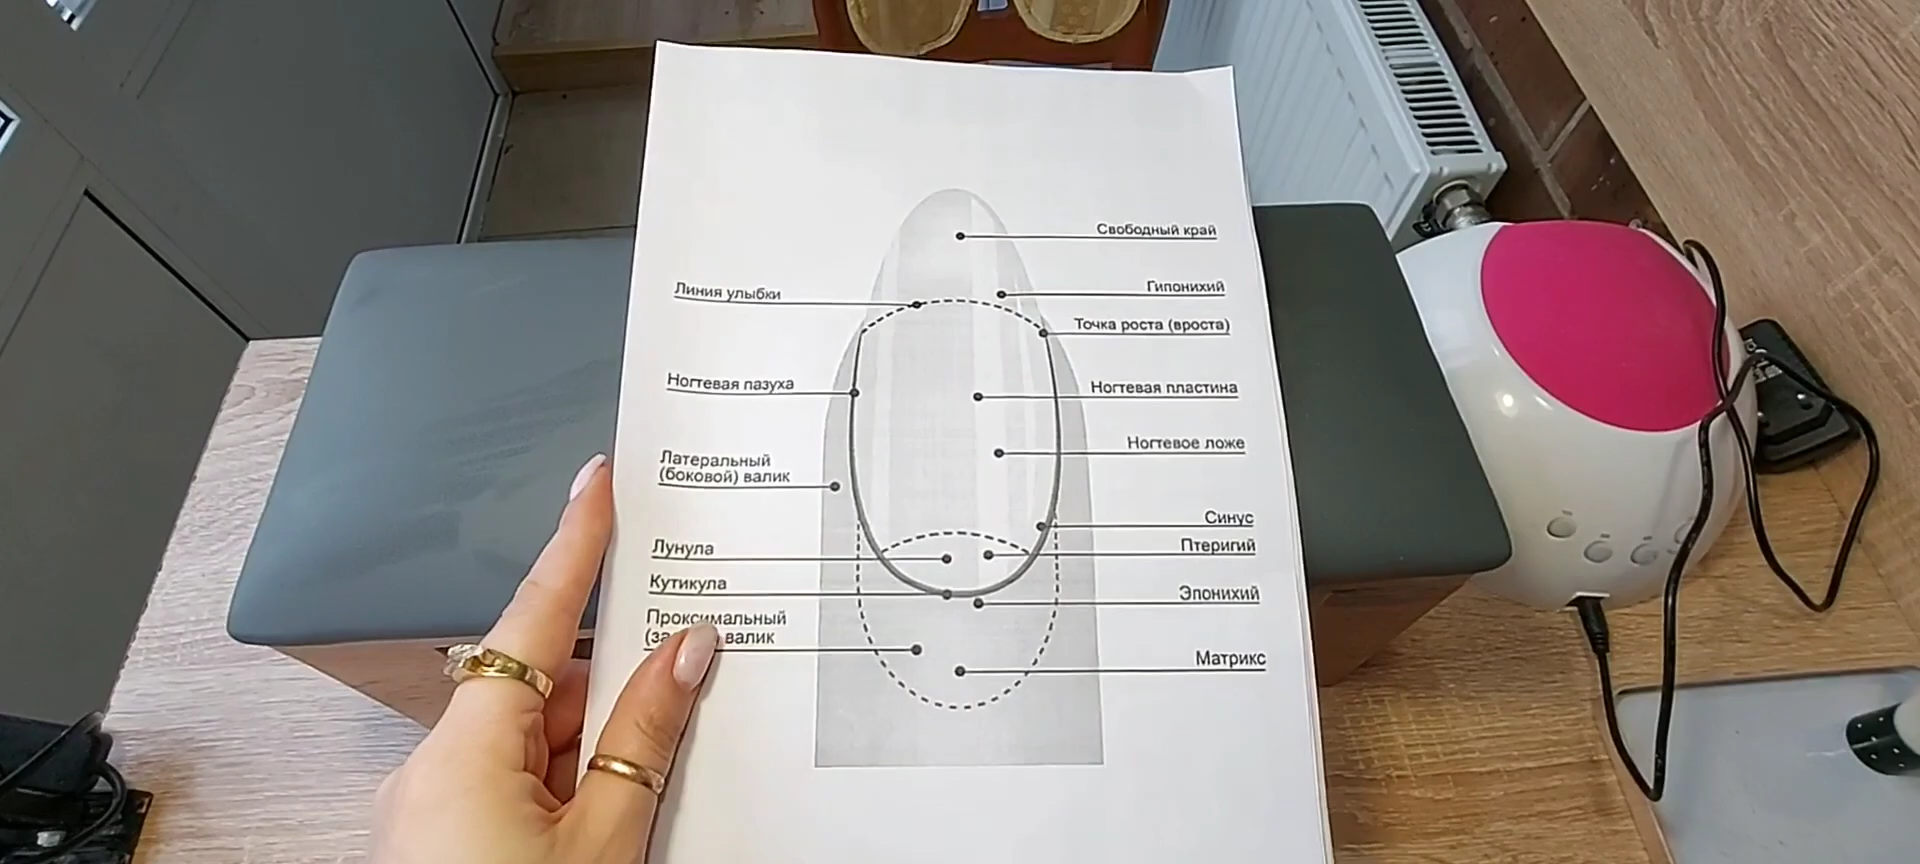 Свободный край
Линия улыбки
Гипонихий
Точка роста (вроста)
Ногтевая пазуха
Ногтевая пластина
Ногтевое ложе
Латеральный
(боковой) валик
Синус
Лунула
Птеригий
Кутикула
Эпонихий
Проксимальный
валик
Матрикс